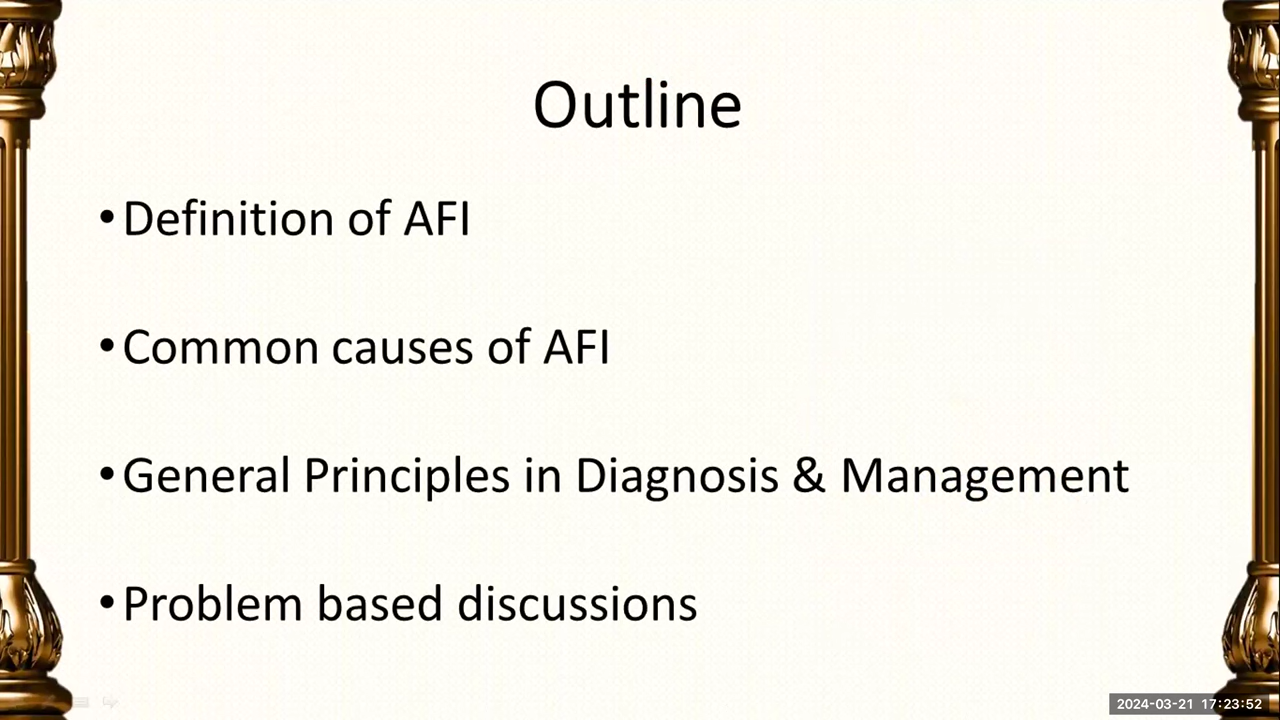 Outline
•Definition of AFI
•Common causes of AFI
•General Principles in Diagnosis & Management
•Problem based discussions
2024-03-21 17:23:52